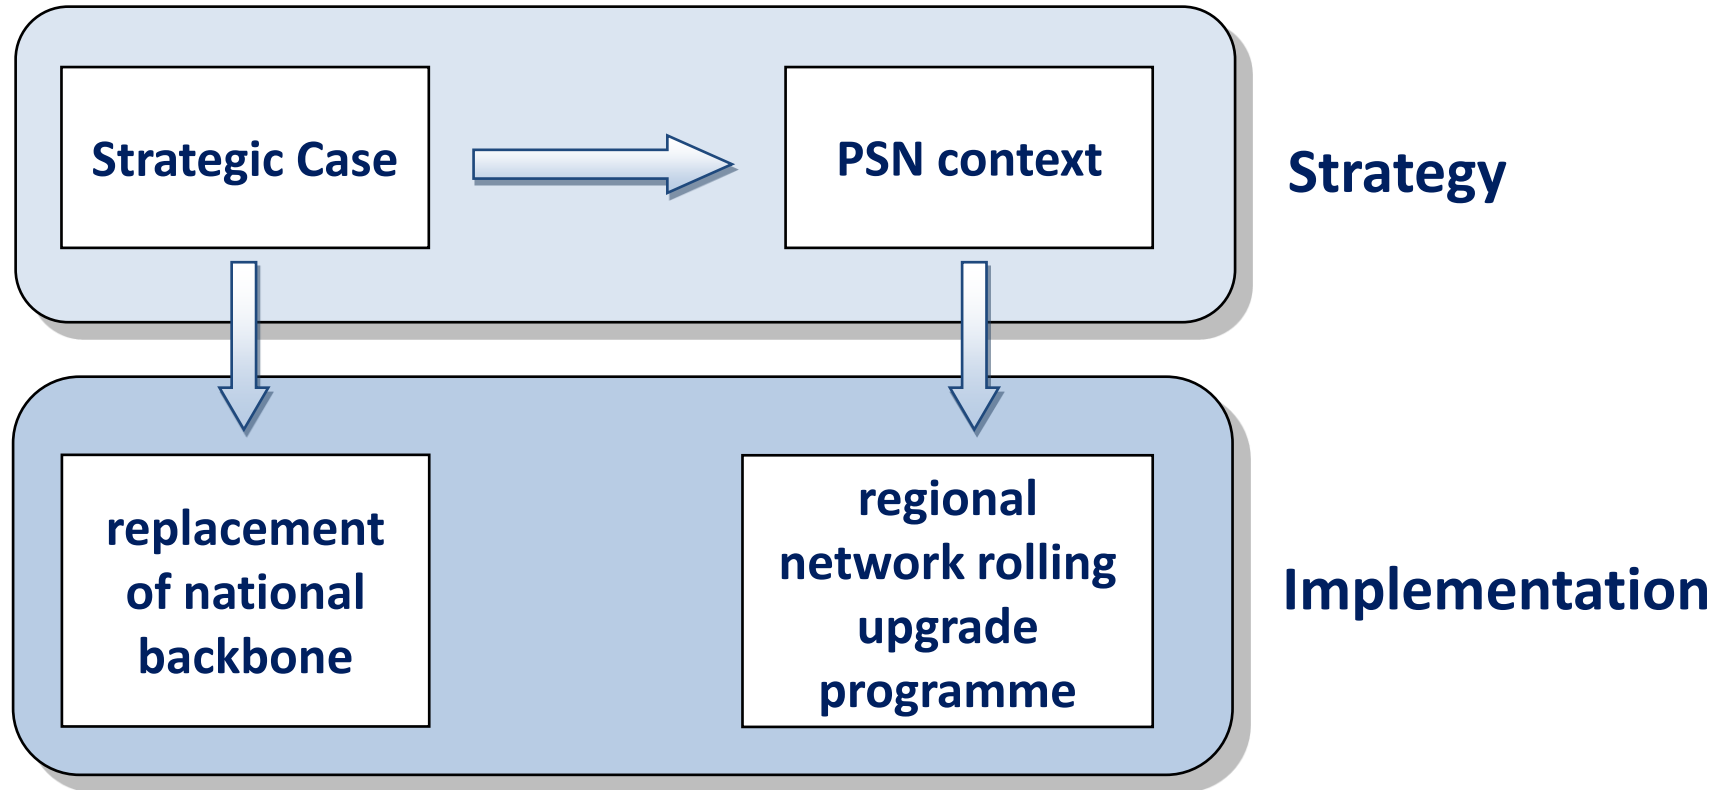 Strategic Case
PSN context
Strategy
replacement
of national
backbone
regional
network rolling
upgrade
programme
Implementation